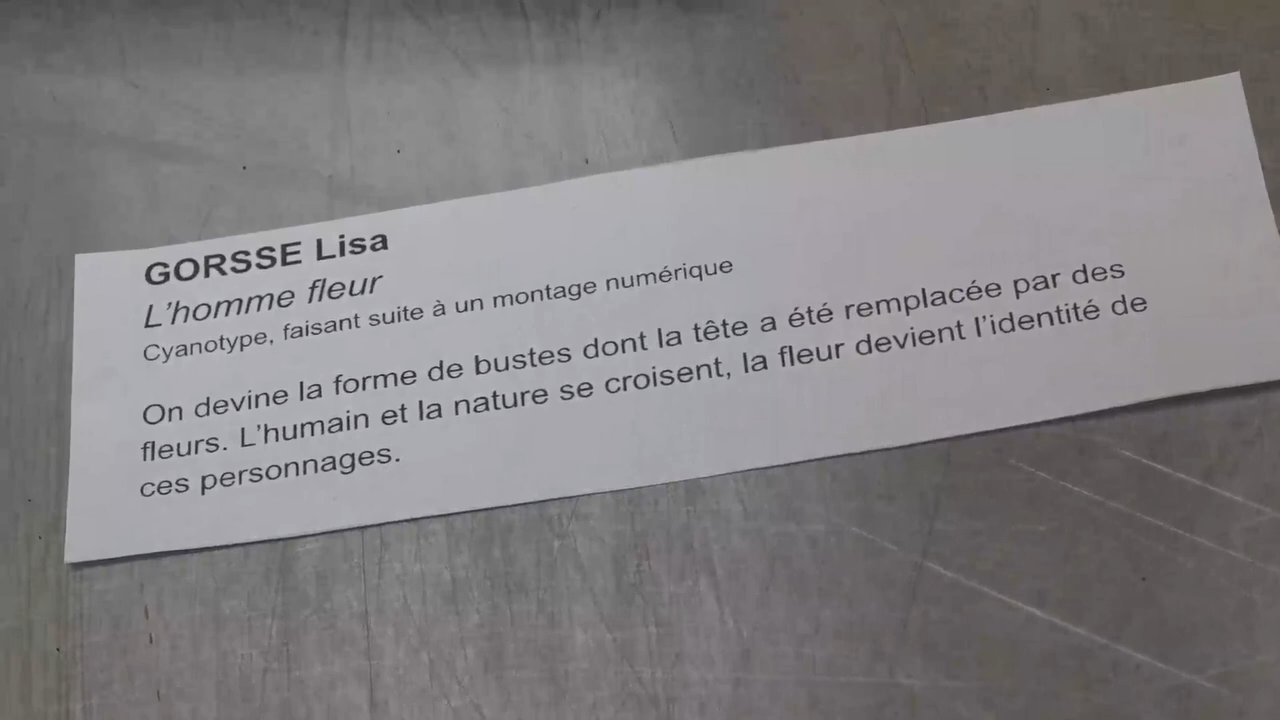 GORSSE Lisa
L'homme fleur
Cyanotype, faisant suite à un montage numérique
On devine la forme de bustes dont la tête a été remplacée par des
fleurs. L'humain et la nature se croisent, la fleur devient l'identité de
ces personnages.